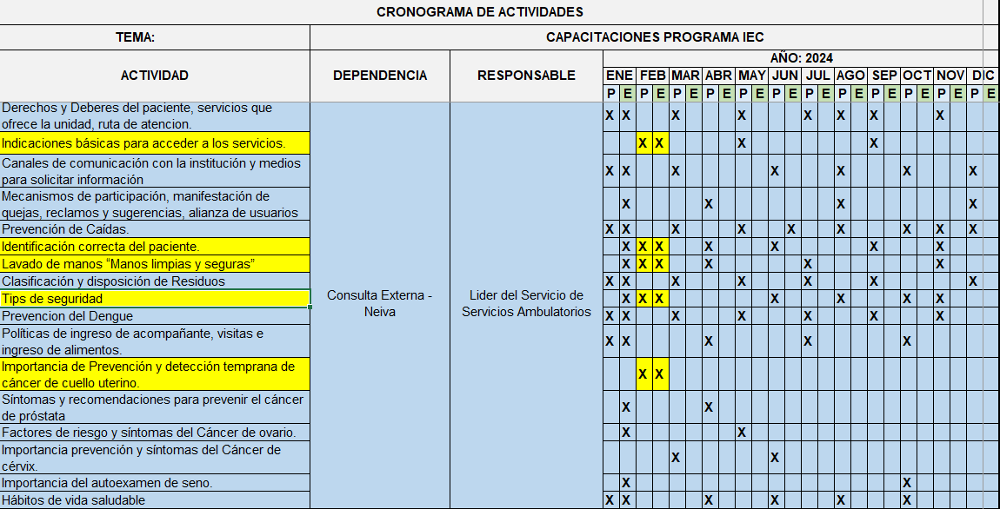 CRONOGRAMA DE ACTIVIDADES
TEMA: CAPACITACIONES PROGRAMA IEC
ACTIVIDAD DEPENDENCIA RESPONSABLE AÑO: 2024
ENE FEB MAR ABR MAY JUN JUL AGO SEP OCT NOV DIC
P E P E P E P E P E P E P E P E P E P E P E P E
Derechos y Deberes del paciente, servicios que
ofrece la unidad, ruta de atencion. X X X X X X X X
Indicaciones básicas para acceder a los servicios. X X X X
Canales de comunicación con la institución y medios
para solicitar información X X X X X X X
Mecanismos de participación, manifestación de
quejas, reclamos y sugerencias, alianza de usuarios X X X X
Prevención de Caídas. X X X X X X X X X
Identificación correcta del paciente. X X X X X X X
Lavado de manos “Manos limpias y seguras” X X X X X X
Clasificación y disposición de Residuos X X X X X X X
Tips de seguridad X X X X X X X
Consulta Externa -
Neiva
Lider del Servicio de
Servicios Ambulatorios
Prevencion del Dengue X X X X X X X
Políticas de ingreso de acompañante, visitas e
ingreso de alimentos. X X X X X
Importancia de Prevención y detección temprana de
cáncer de cuello uterino. X X
Síntomas y recomendaciones para prevenir el cáncer
de próstata X X
Factores de riesgo y síntomas del Cáncer de ovario. X X
Importancia prevención y síntomas del Cáncer de
cérvix. X X
Importancia del autoexamen de seno. X X
Hábitos de vida saludable X X X X X X